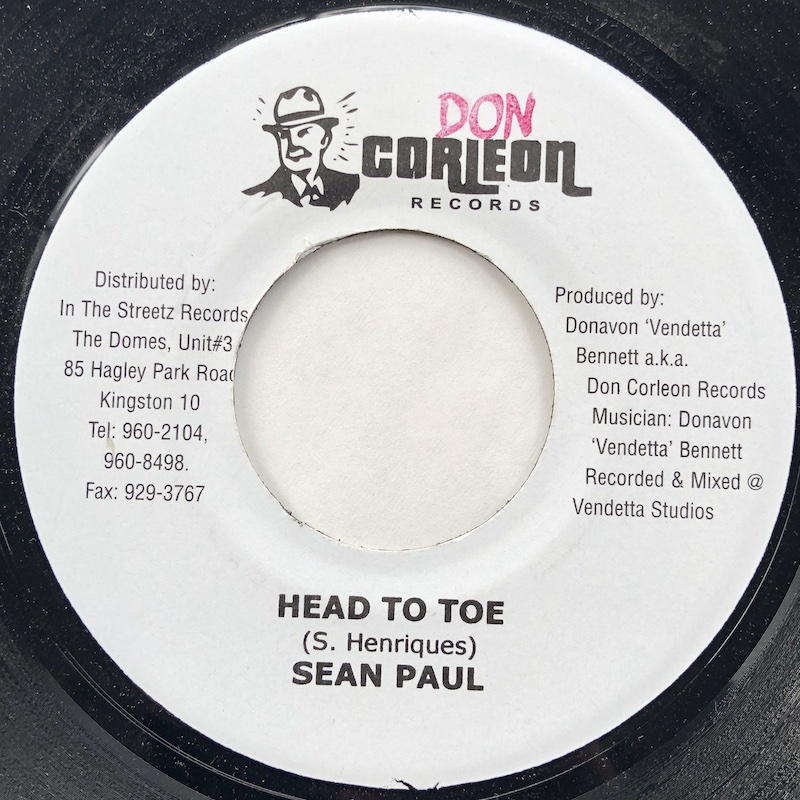 DON
CORLEON
RECORDS
Distributed by:
In The Streetz Records
The Domes, Unit#3
85 Hagley Park Road
Kingston 10
Tel: 960-2104,
960-8498.
Fax: 929-3767
Produced by:
Donavon 'Vendetta'
Bennett a.k.a.
Don Corleon Records
Musician: Donavon
'Vendetta' Bennett
Recorded & Mixed @
Vendetta Studios
HEAD TO TOE
(S. Henriques)
SEAN PAUL